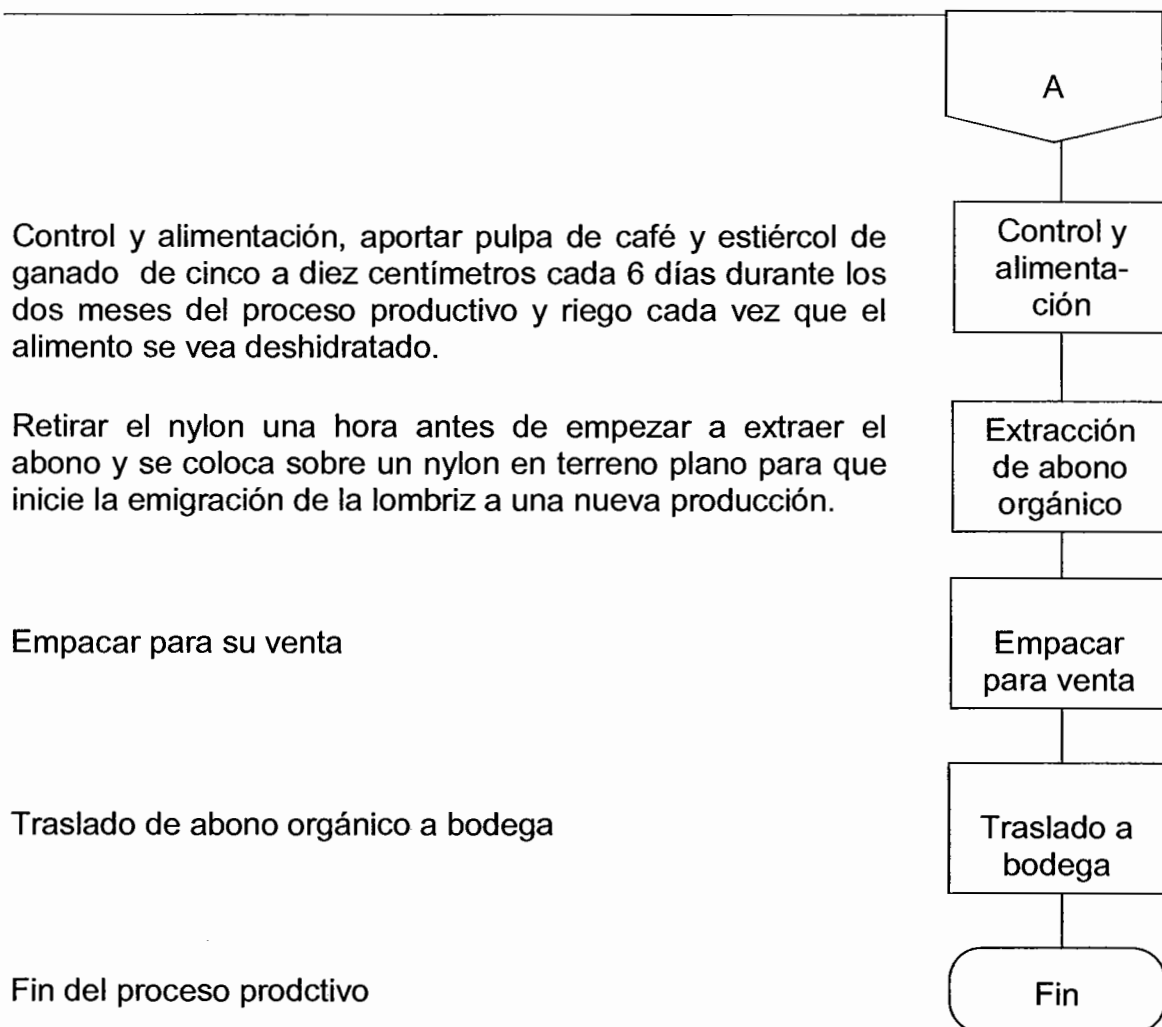 A
Control y alimentación, aportar pulpa de café y estiércol de
ganado de cinco a diez centímetros cada 6 días durante los
dos meses del proceso productivo y riego cada vez que el
alimento se vea deshidratado.
Control y
alimenta-
ción
Retirar el nylon una hora antes de empezar a extraer el
abono y se coloca sobre un nylon en terreno plano para que
inicie la emigración de la lombriz a una nueva producción.
Extracción
de abono
orgánico
Empacar para su venta
Empacar
para venta
Traslado de abono orgánico a bodega
Traslado a
bodega
Fin del proceso prodctivo
Fin